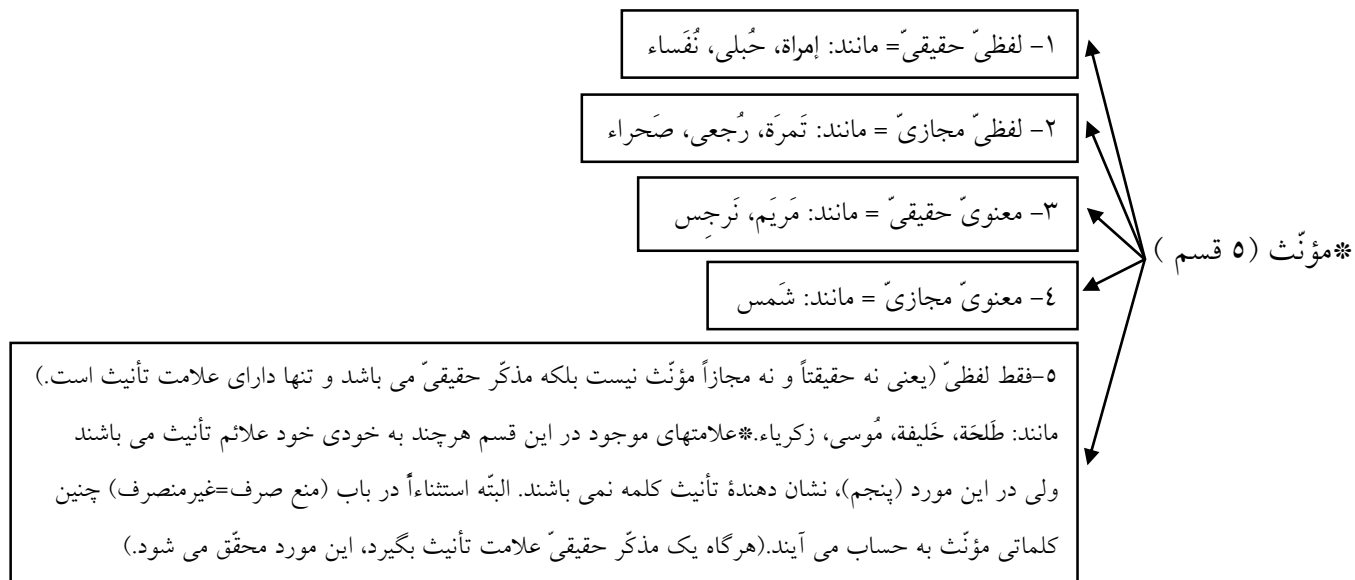 *مؤنّث (٥ قسم )
١- لفظیّ حقیقیّ= مانند: إمراة، حُبلی، نُفَساء
٢- لفظیّ مجازیّ = مانند: تَمرَة، رُجعی، صَحراء
٣- معنویّ حقیقیّ = مانند: مَریَم، نَرجِس
٤- معنویّ مجازیّ = مانند: شَمس
٥-فقط لفظیّ (یعنی نه حقیقتاً و نه مجازاً مؤنّث نیست بلکه مذکّر حقیقیّ می باشد و تنها دارای علامت تأنیث است.)
مانند: طَلحَة، خَلیفة، مُوسی، زکریاء.*علامتهای موجود در این قسم هرچند به خودی خود علائم تأنیث می باشند
ولی در این مورد (پنجم)، نشان دهندۀ تأنیث کلمه نمی باشند. البتّه استثناءاً در باب (منع صرف=غیرمنصرف) چنین
کلماتی مؤنّث به حساب می آیند.(هرگاه یک مذکّر حقیقیّ علامت تأنیث بگیرد، این مورد محقّق می شود.)